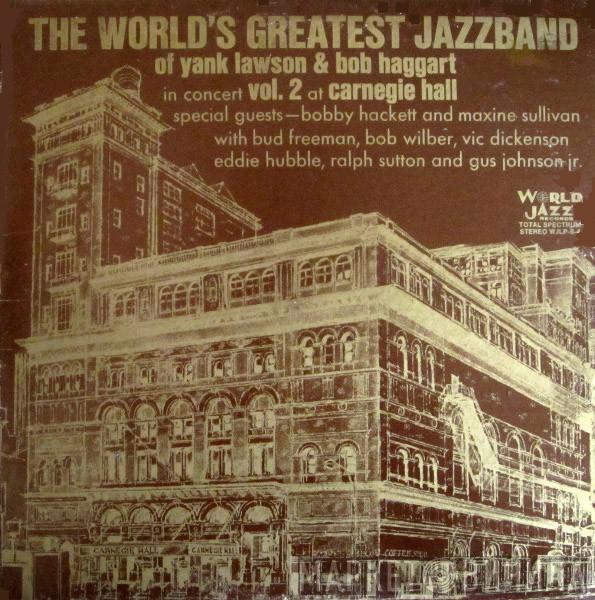 THE WORLD'S GREATEST JAZZBAND
of yank lawson & bob haggart
in concert vol. 2 at carnegie hall
special guests—bobby hackett and maxine sullivan
with bud freeman, bob wilber, vic dickenson
eddie hubble, ralph sutton and gus johnson jr.
WORLD
JAZZ
RECORDS
TOTAL SPECTRUM
STEREO WJLP-S-
CARNEGIE HALL CARNEGIE HALL